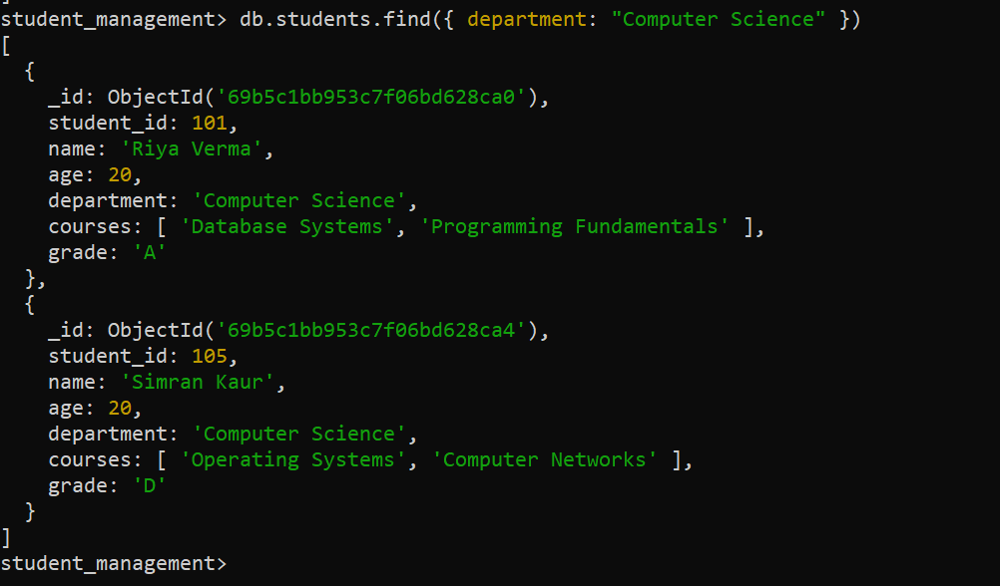 ]
student_management> db.students.find({ department: "Computer Science" })
[
  {
    _id: ObjectId('69b5c1bb953c7f06bd628ca0'),
    student_id: 101,
    name: 'Riya Verma',
    age: 20,
    department: 'Computer Science',
    courses: [ 'Database Systems', 'Programming Fundamentals' ],
    grade: 'A'
  },
  {
    _id: ObjectId('69b5c1bb953c7f06bd628ca4'),
    student_id: 105,
    name: 'Simran Kaur',
    age: 20,
    department: 'Computer Science',
    courses: [ 'Operating Systems', 'Computer Networks' ],
    grade: 'D'
  }
]
student_management>